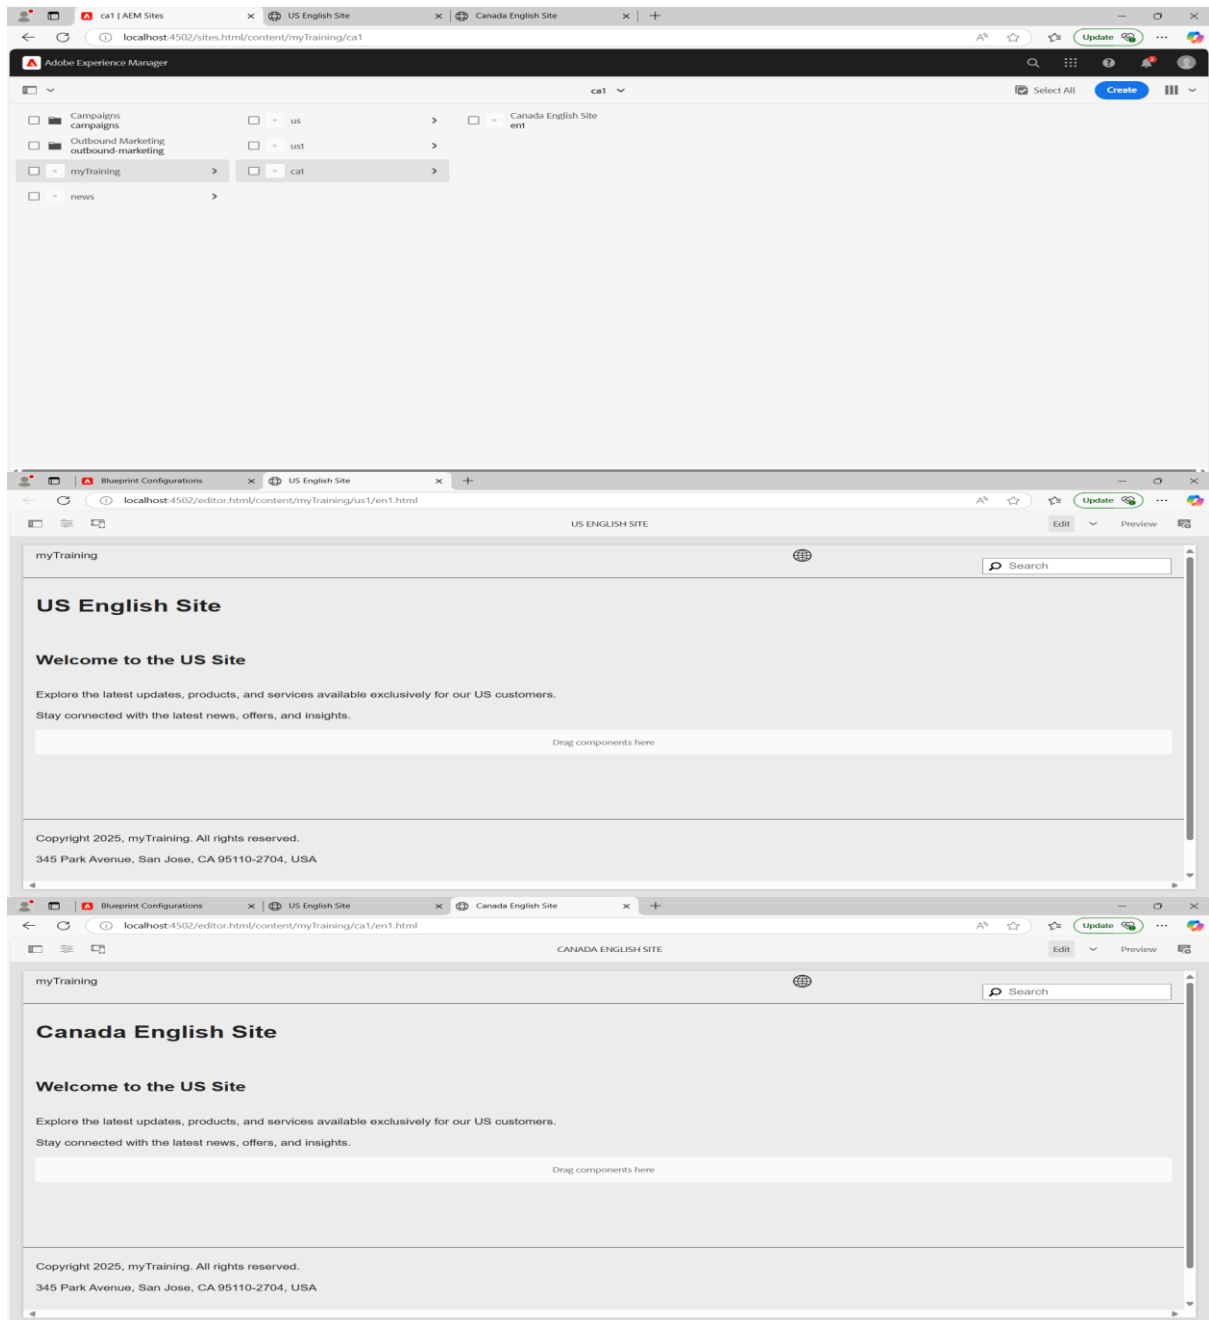 ca1 | AEM Sites
US English Site
Canada English Site
localhost:4502/sites.html/content/myTraining/ca1
Update
Adobe Experience Manager
ca1
Select All
Create
Campaigns
campaigns
us
Canada English Site
en1
Outbound Marketing
outbound-marketing
us1
myTraining
ca1
news
Blueprint Configurations
US English Site
localhost:4502/editor.html/content/myTraining/us1/en1.html
Update
US ENGLISH SITE
Edit
Preview
myTraining
Search
US English Site
Welcome to the US Site
Explore the latest updates, products, and services available exclusively for our US customers.
Stay connected with the latest news, offers, and insights.
Drag components here
Copyright 2025, myTraining. All rights reserved.
345 Park Avenue, San Jose, CA 95110-2704, USA
Blueprint Configurations
US English Site
Canada English Site
localhost:4502/editor.html/content/myTraining/ca1/en1.html
Update
CANADA ENGLISH SITE
Edit
Preview
myTraining
Search
Canada English Site
Welcome to the US Site
Explore the latest updates, products, and services available exclusively for our US customers.
Stay connected with the latest news, offers, and insights.
Drag components here
Copyright 2025, myTraining. All rights reserved.
345 Park Avenue, San Jose, CA 95110-2704, USA